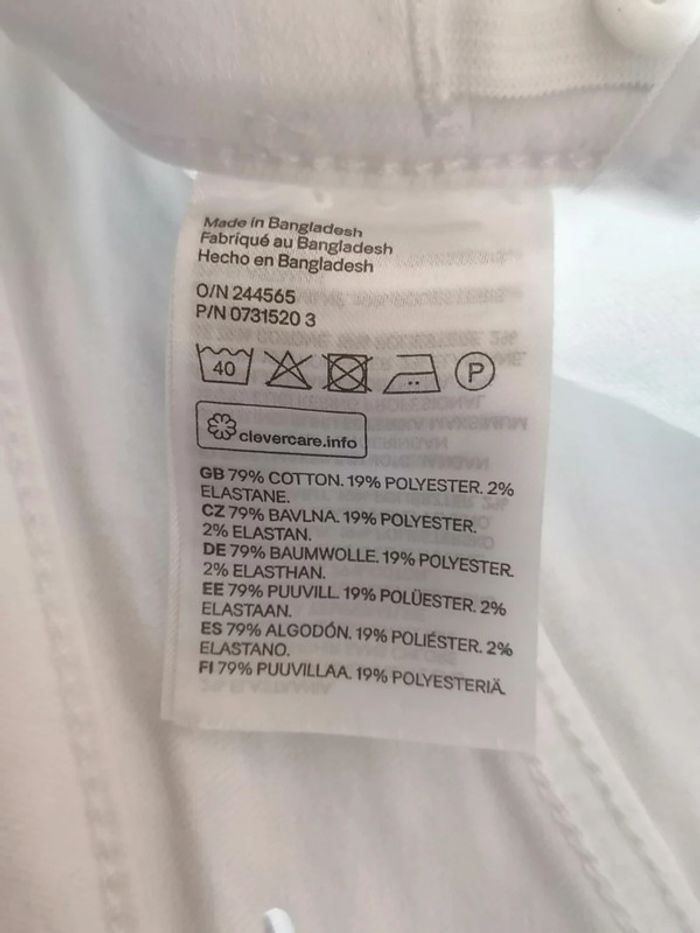 Made in Bangladesh
Fabriqué au Bangladesh
Hecho en Bangladesh
O/N 244565
P/N 0731520 3
40
P
clevercare.info
GB 79% COTTON. 19% POLYESTER. 2%
ELASTANE.
CZ 79% BAVLNA. 19% POLYESTER.
2% ELASTAN.
DE 79% BAUMWOLLE. 19% POLYESTER.
2% ELASTHAN.
EE 79% PUUVILL. 19% POLÜESTER. 2%
ELASTAAN.
ES 79% ALGODÓN. 19% POLIÉSTER. 2%
ELASTANO.
FI 79% PUUVILLAA. 19% POLYESTERIÄ.